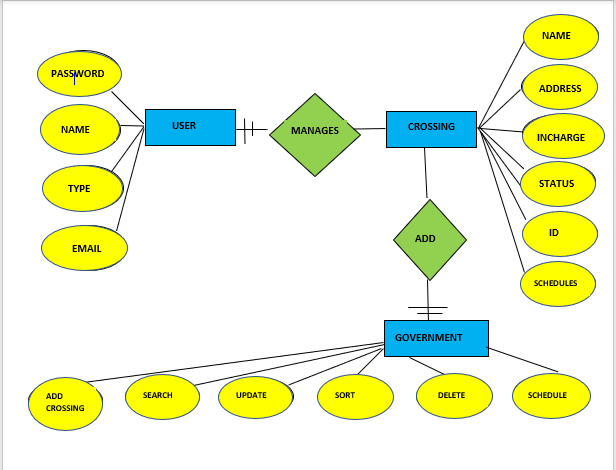 PASSWORD
NAME
TYPE
EMAIL
USER
MANAGES
CROSSING
NAME
ADDRESS
INCHARGE
STATUS
ID
SCHEDULES
ADD
GOVERNMENT
ADD
CROSSING
SEARCH
UPDATE
SORT
DELETE
SCHEDULE